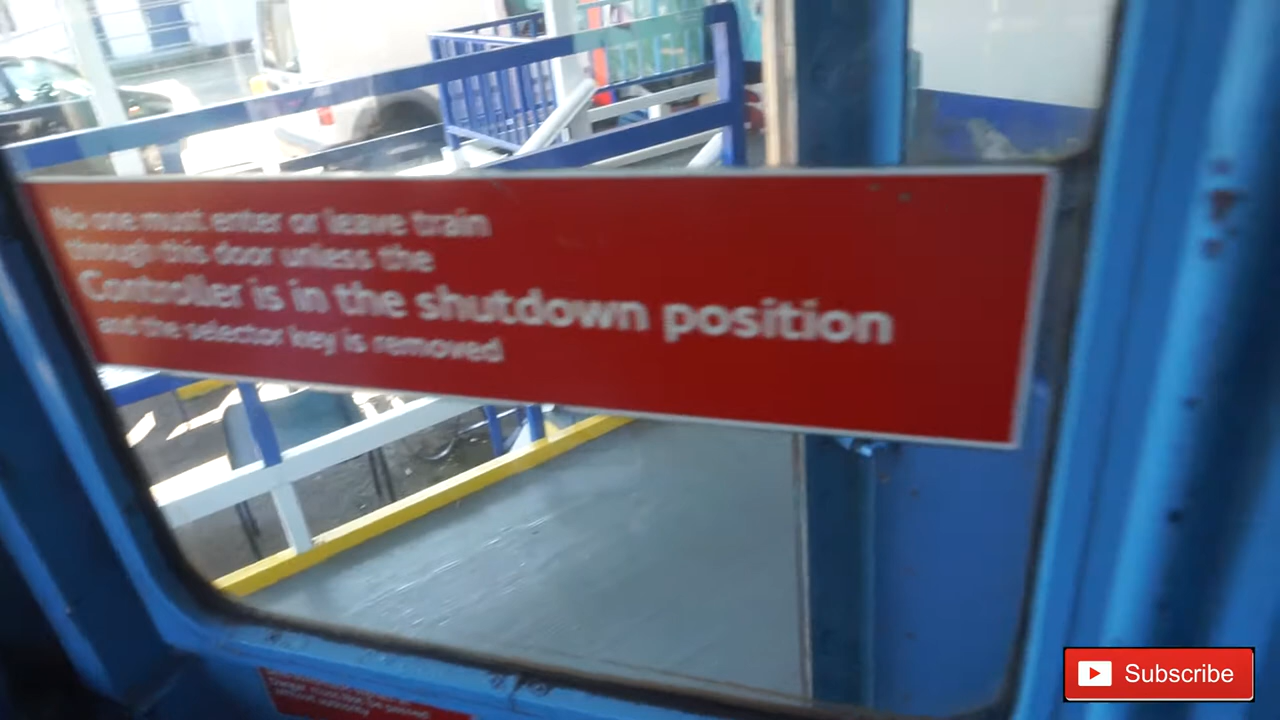 No one must enter or leave train
through this door unless the
Controller is in the shutdown position
and the selector key is removed
Subscribe